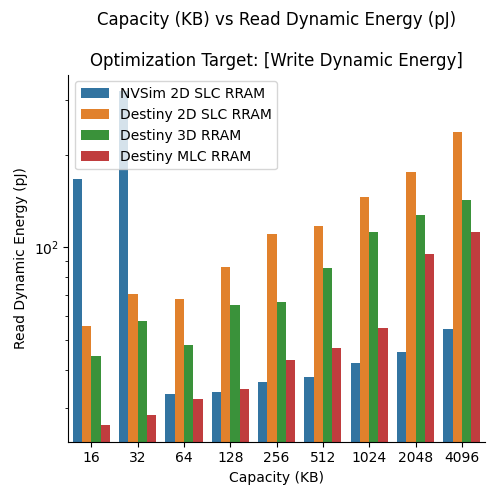 Capacity (KB) vs Read Dynamic Energy (pJ)
Optimization Target: [Write Dynamic Energy]
NVSim 2D SLC RRAM
Destiny 2D SLC RRAM
Destiny 3D RRAM
Destiny MLC RRAM
Read Dynamic Energy (pJ)
10²
16 32 64 128 256 512 1024 2048 4096
Capacity (KB)